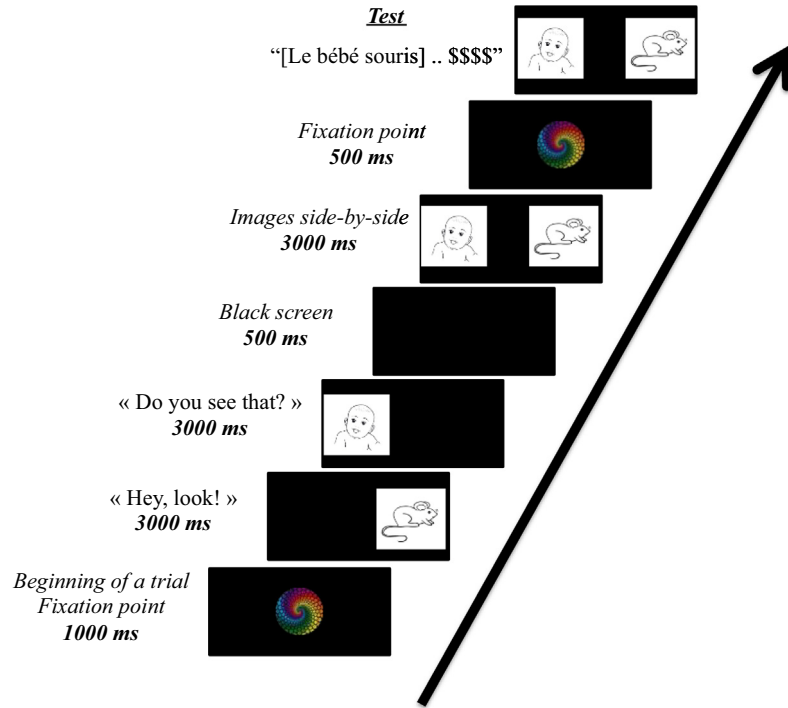 Test
“[Le bébé souris] .. $$$$”
Fixation point
500 ms
Images side-by-side
3000 ms
Black screen
500 ms
« Do you see that? »
3000 ms
« Hey, look! »
3000 ms
Beginning of a trial
Fixation point
1000 ms